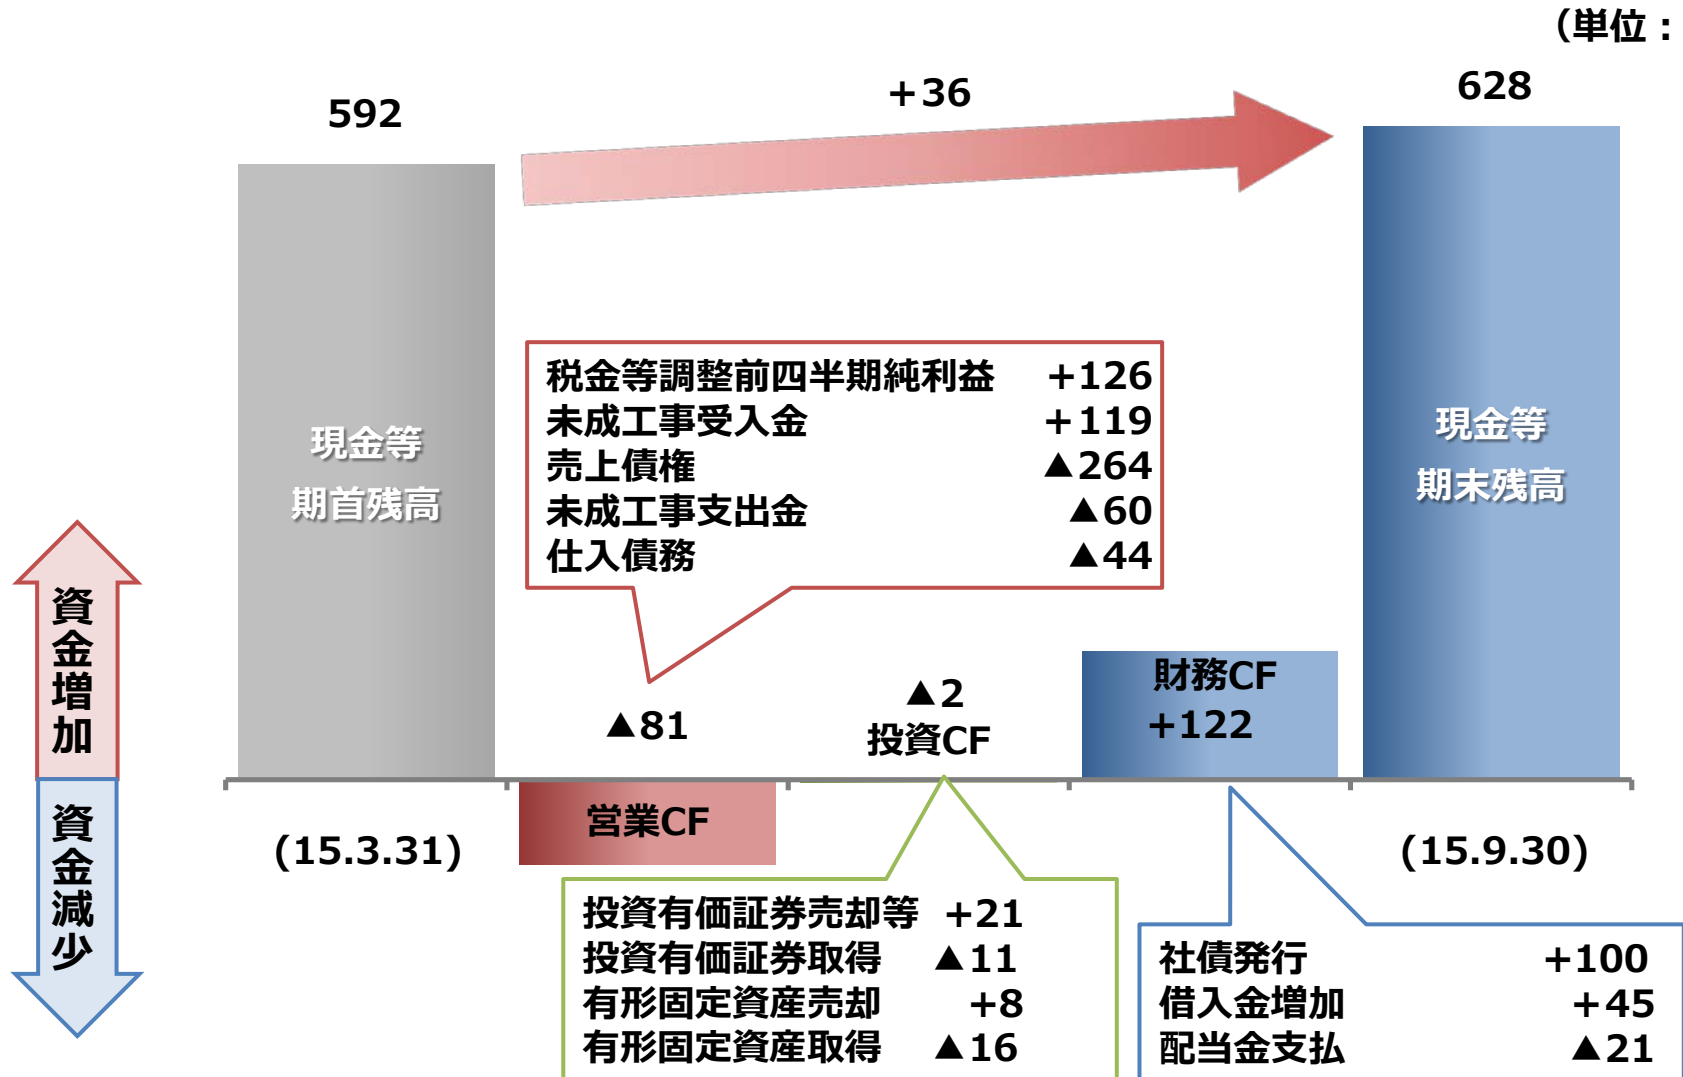 （単位：
592
+36
628
現金等
期首残高
税金等調整前四半期純利益 +126
未成工事受入金 +119
売上債権 ▲264
未成工事支出金 ▲60
仕入債務 ▲44
現金等
期末残高
資金増加
▲81
▲2
投資CF
財務CF
+122
営業CF
資金減少
(15.3.31)
(15.9.30)
投資有価証券売却等 +21
投資有価証券取得 ▲11
有形固定資産売却 +8
有形固定資産取得 ▲16
社債発行 +100
借入金増加 +45
配当金支払 ▲21